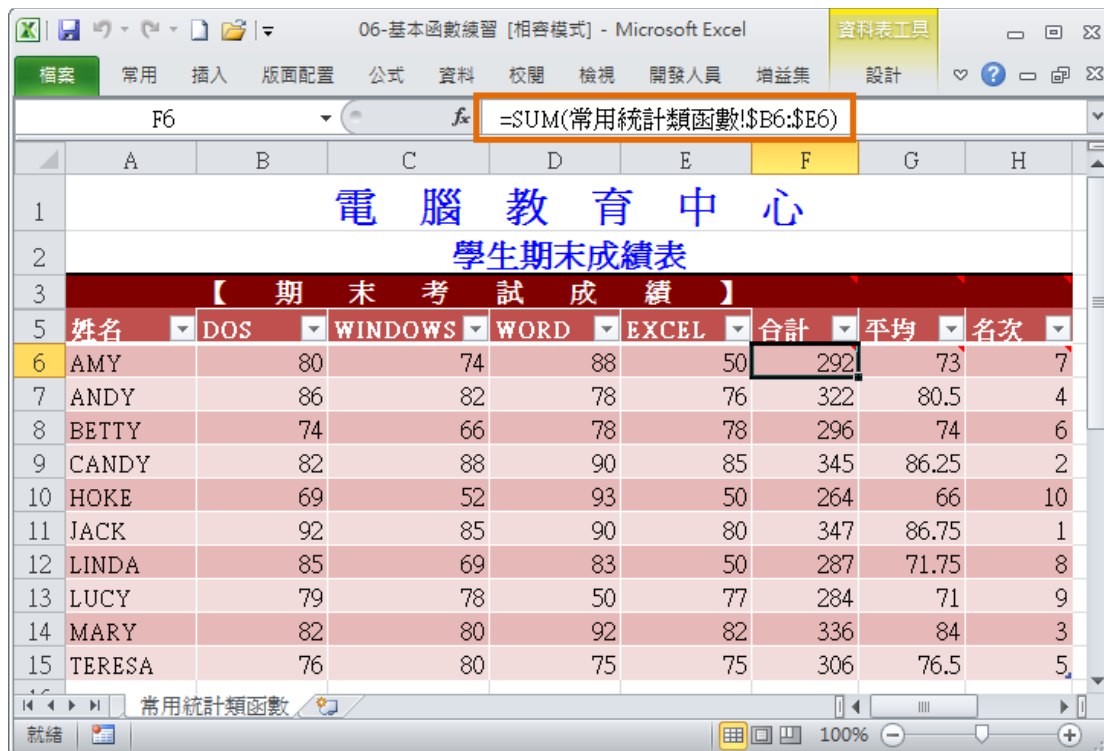 06-基本函數練習 [相容模式] - Microsoft Excel
資料表工具
檔案 常用 插入 版面配置 公式 資料 校閱 檢視 開發人員 增益集 設計
F6 fx =SUM(常用統計類函數!$B6:$E6)
A B C D E F G H
1 電腦教育中心
2 學生期末成績表
3 【期末考試成績】
5 姓名 DOS WINDOWS WORD EXCEL 合計 平均 名次
6 AMY 80 74 88 50 292 73 7
7 ANDY 86 82 78 76 322 80.5 4
8 BETTY 74 66 78 78 296 74 6
9 CANDY 82 88 90 85 345 86.25 2
10 HOKE 69 52 93 50 264 66 10
11 JACK 92 85 90 80 347 86.75 1
12 LINDA 85 69 83 50 287 71.75 8
13 LUCY 79 78 50 77 284 71 9
14 MARY 82 80 92 82 336 84 3
15 TERESA 76 80 75 75 306 76.5 5
常用統計類函數
就緒 100%